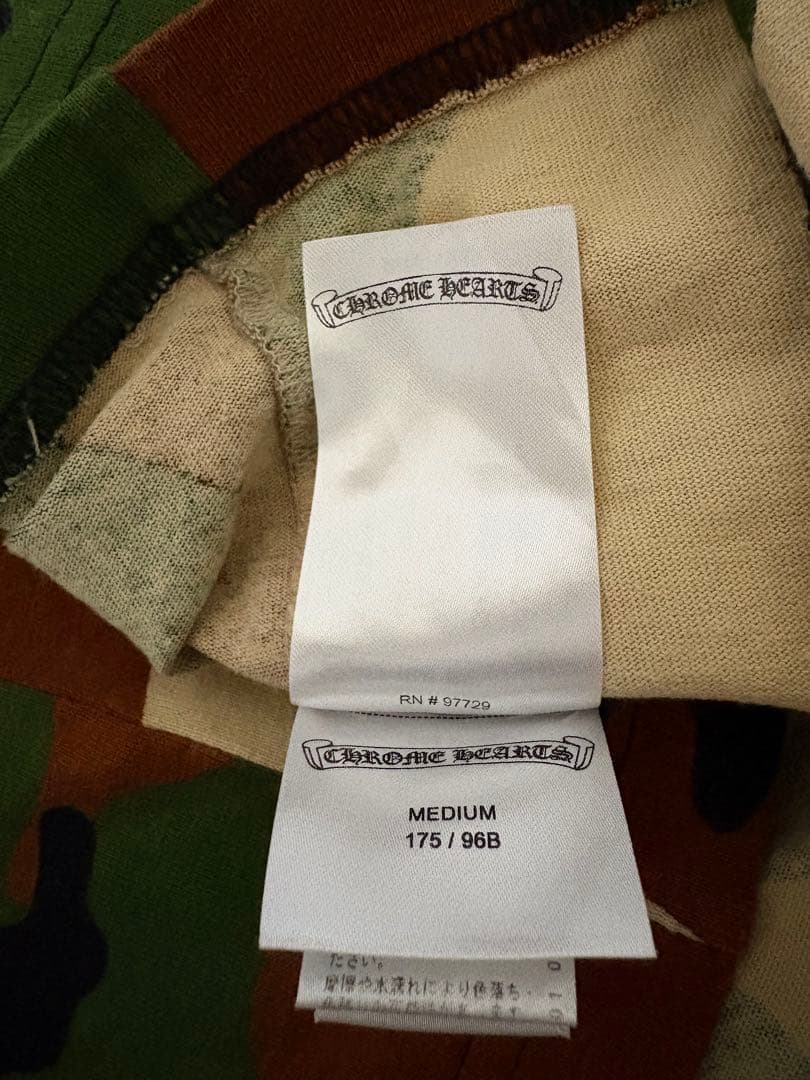 CHROME HEARTS
RN # 97729
CHROME HEARTS
MEDIUM
175 / 96B
ださい。
摩擦や水濡れにより色落ち・